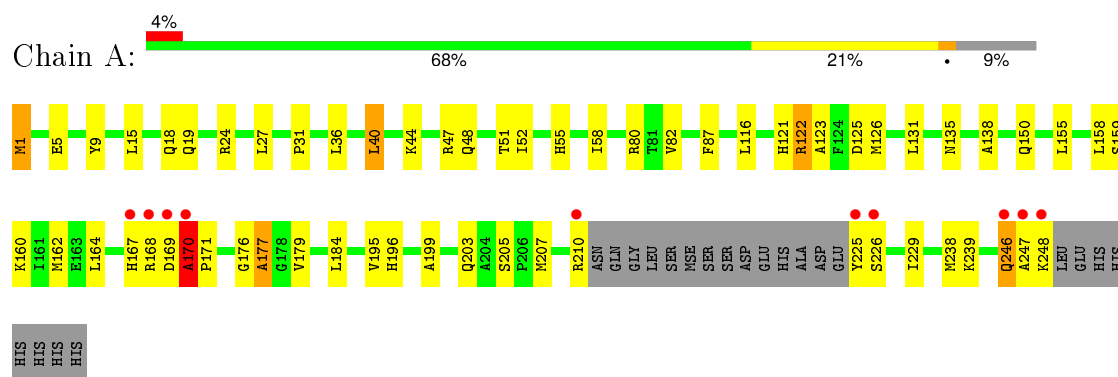 4%
Chain A:
68% 21% • 9%
M1 E5 Y9 L15 Q18 Q19 R24 L27 P31 L36 L40 K44 R47 Q48 T51 I52 H55 I58 R80 T81 V82 F87 L116 H121 R122 A123 F124 D125 M126 L131 N135 A138 Q150 L155 L158 S159
K160 I161 M162 E163 L164 H167 R168 D169 A170 P171 G176 A177 G178 V179 L184 V195 H196 A199 Q203 A204 S205 P206 M207 R210 ASN GLN GLY LEU SER MSE SER SER ASP GLU HIS ALA ASP GLU Y225 S226 I229 M238 K239 Q246 A247 K248 LEU GLU HIS HIS
HIS HIS HIS HIS